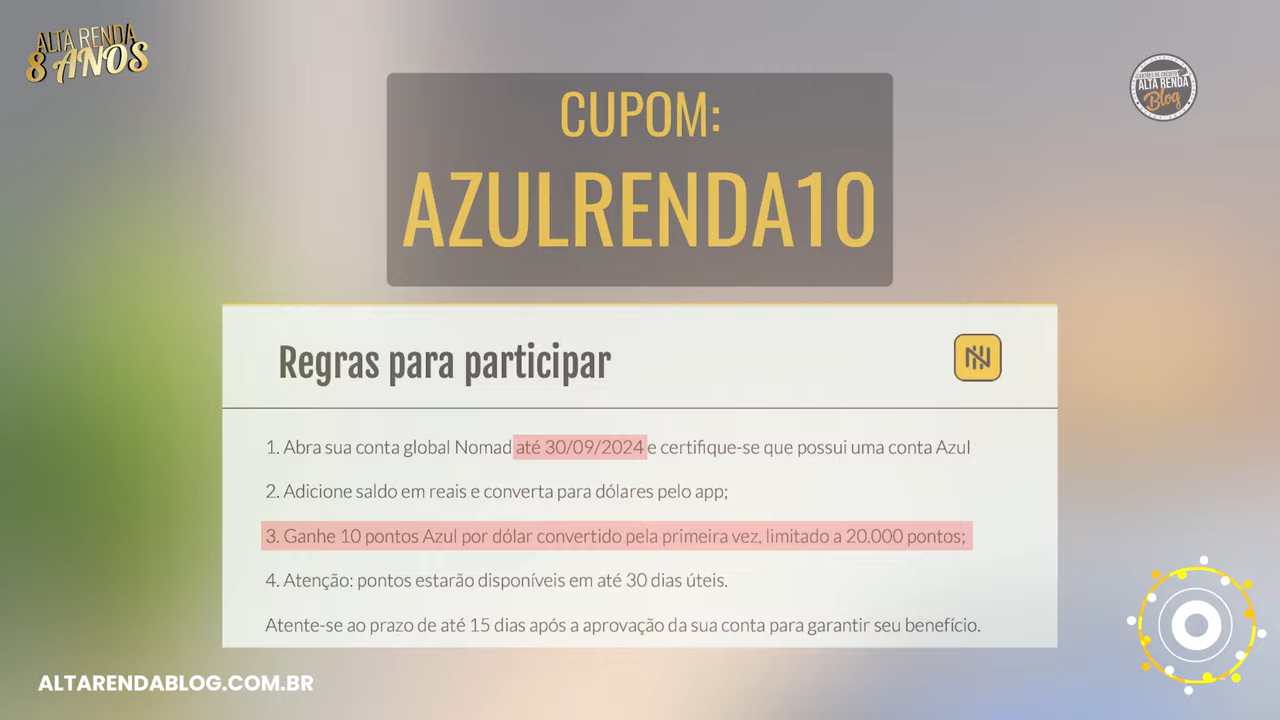 ALTA RENDA
8 ANOS
CARTÕES DE CRÉDITO
ALTA RENDA
Blog
CUPOM:
AZULRENDA10
Regras para participar
1. Abra sua conta global Nomad até 30/09/2024 e certifique-se que possui uma conta Azul
2. Adicione saldo em reais e converta para dólares pelo app;
3. Ganhe 10 pontos Azul por dólar convertido pela primeira vez, limitado a 20.000 pontos;
4. Atenção: pontos estarão disponíveis em até 30 dias úteis.
Atente-se ao prazo de até 15 dias após a aprovação da sua conta para garantir seu benefício.
ALTARENDABLOG.COM.BR